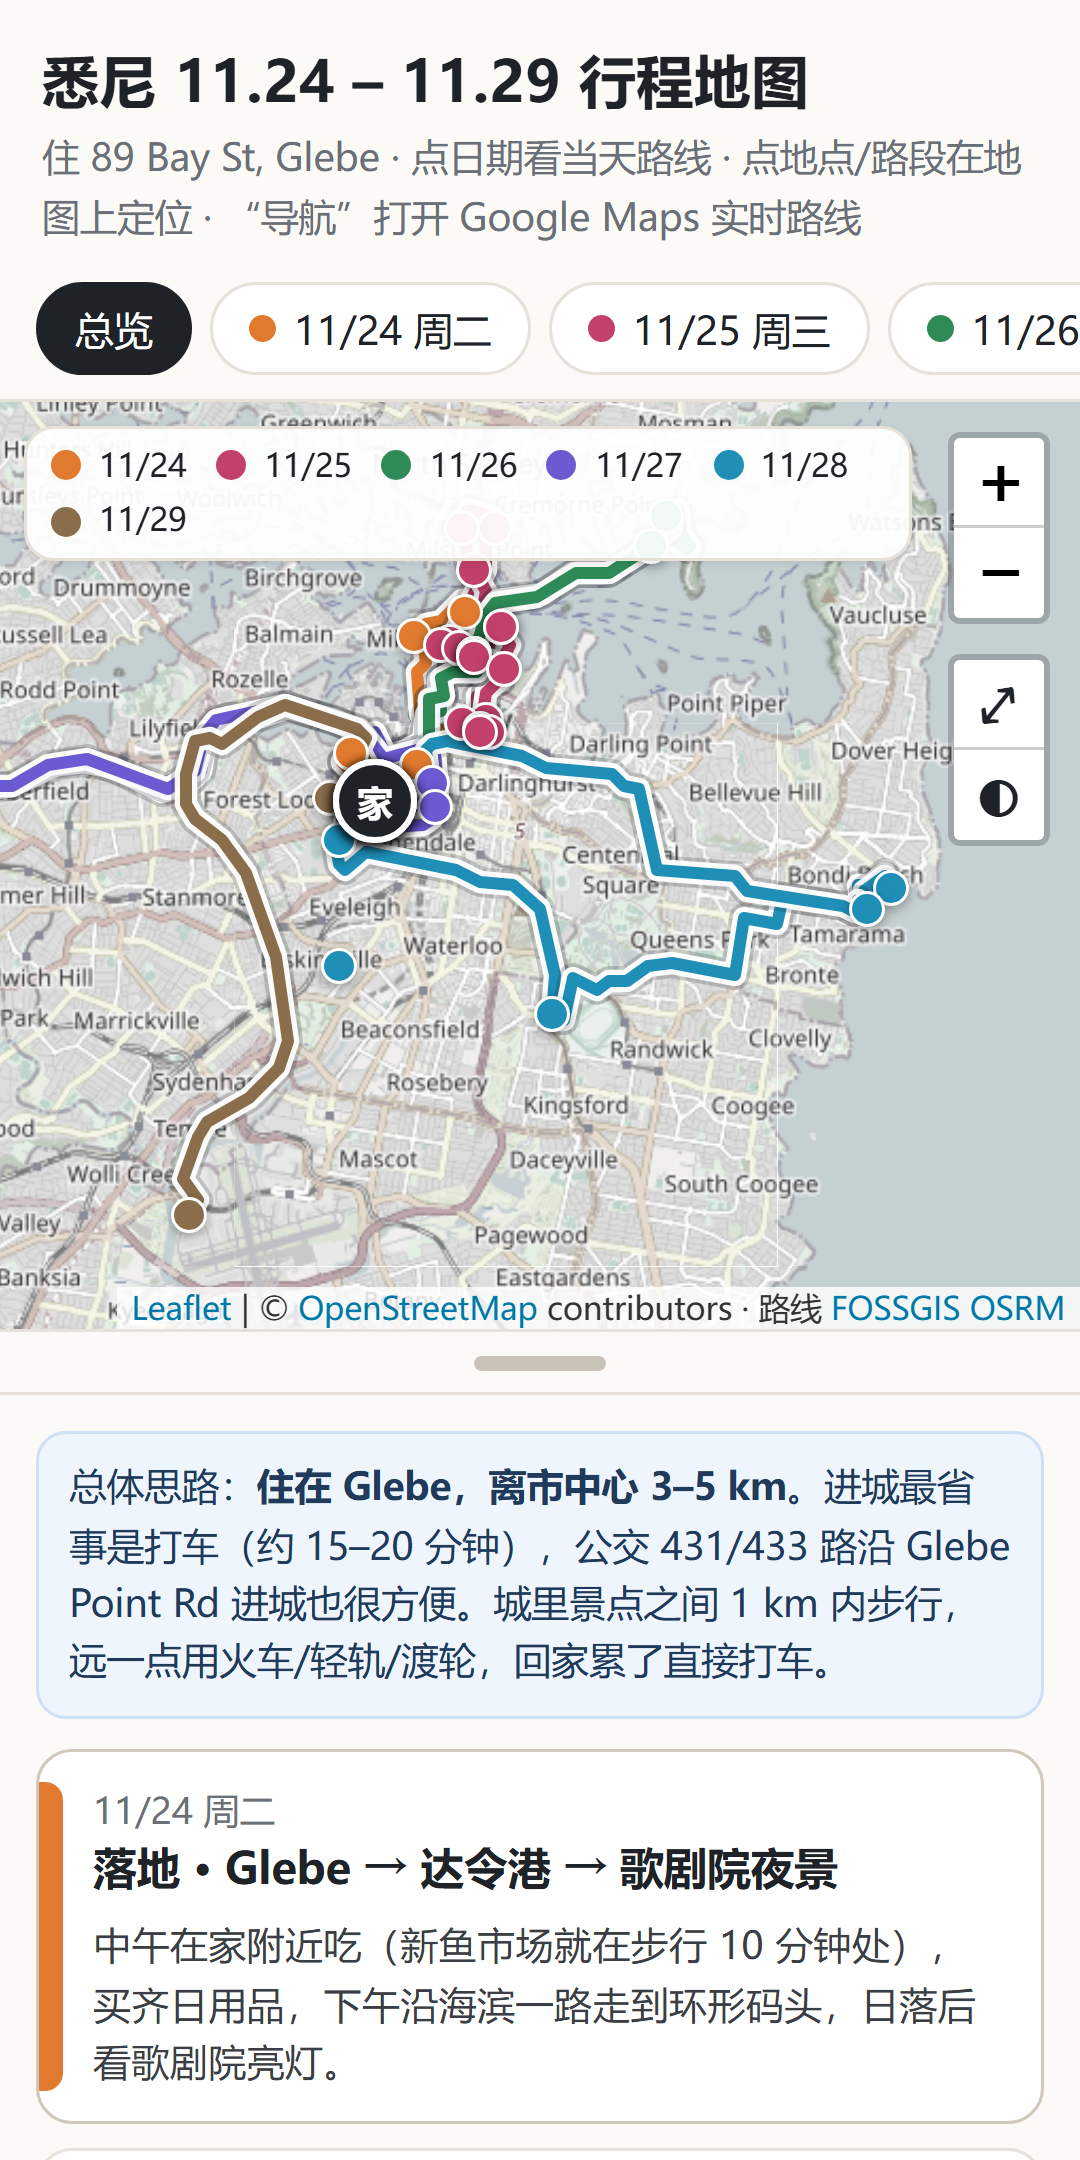 悉尼 11.24 – 11.29 行程地图
住 89 Bay St, Glebe · 点日期看当天路线 · 点地点/路段在地
图上定位 · “导航”打开 Google Maps 实时路线
总览
11/24 周二
11/25 周三
11/26
Linley Point
Greenwich
Mosman
11/24
11/25
11/26
11/27
11/28
11/29
Woolwich
Cremorne Point
Drummoyne
Birchgrove
Vaucluse
Balmain
Rodd Point
Rozelle
Point Piper
Darling Point
Darlinghurst
Bellevue Hill
家
5
Square
Stanmore
Eveleigh
Waterloo
Queens Park
Tamarama
Bronte
Marrickville
Beaconsfield
Randwick
Clovelly
Rosebery
Kingsford
Coogee
Mascot
Daceyville
South Coogee
Pagewood
Banksia
Eastgardens
Leaflet | © OpenStreetMap contributors · 路线 FOSSGIS OSRM
总体思路：住在 Glebe，离市中心 3–5 km。进城最省
事是打车（约 15–20 分钟），公交 431/433 路沿 Glebe
Point Rd 进城也很方便。城里景点之间 1 km 内步行，
远一点用火车/轻轨/渡轮，回家累了直接打车。
11/24 周二
落地 · Glebe → 达令港 → 歌剧院夜景
中午在家附近吃（新鱼市场就在步行 10 分钟处），
买齐日用品，下午沿海滨一路走到环形码头，日落后
看歌剧院亮灯。